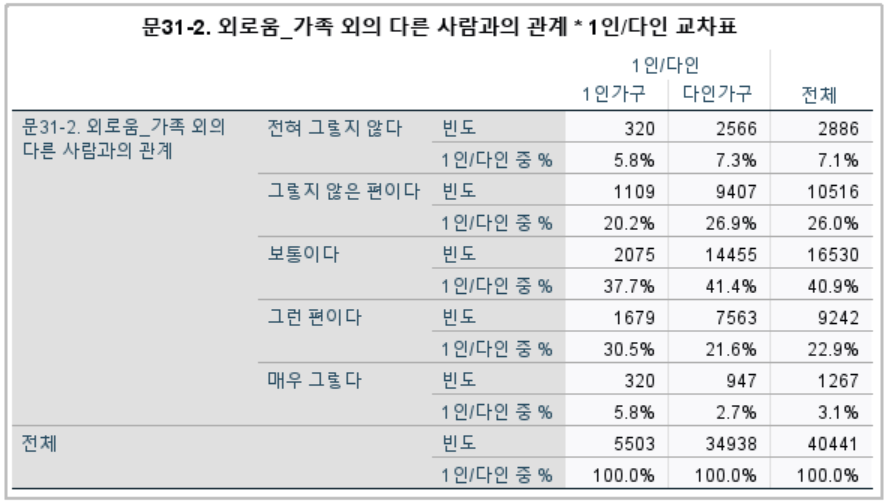 문31-2. 외로움_가족 외의 다른 사람과의 관계 * 1인/다인 교차표
1인/다인
1인가구 다인가구 전체
문31-2. 외로움_가족 외의 전혀 그렇지 않다 빈도 320 2566 2886
다른 사람과의 관계 1인/다인 중 % 5.8% 7.3% 7.1%
그렇지 않은 편이다 빈도 1109 9407 10516
1인/다인 중 % 20.2% 26.9% 26.0%
보통이다 빈도 2075 14455 16530
1인/다인 중 % 37.7% 41.4% 40.9%
그런 편이다 빈도 1679 7563 9242
1인/다인 중 % 30.5% 21.6% 22.9%
매우 그렇다 빈도 320 947 1267
1인/다인 중 % 5.8% 2.7% 3.1%
전체 빈도 5503 34938 40441
1인/다인 중 % 100.0% 100.0% 100.0%